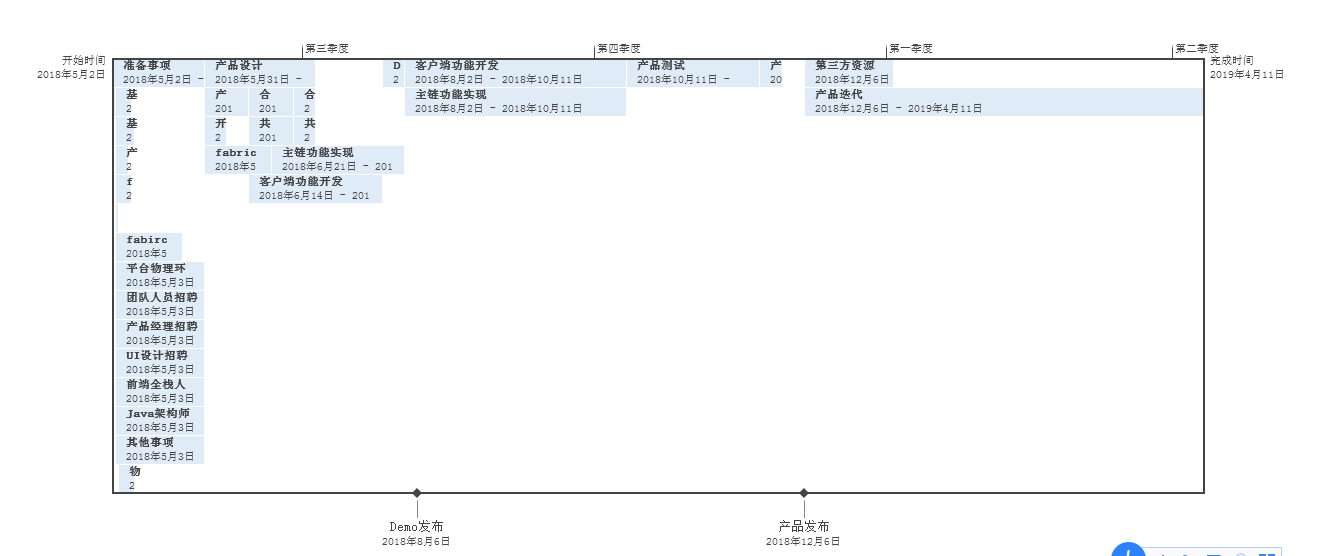 第三季度
第四季度
第一季度
第二季度
开始时间
2018年5月2日
完成时间
2019年4月11日
准备事项
2018年5月2日 -
产品设计
2018年5月31日 -
D
2
客户端功能开发
2018年8月2日 - 2018年10月11日
产品测试
2018年10月11日 -
产
20
第三方资源
2018年12月6日
基
2
产
201
合
201
合
2
主链功能实现
2018年8月2日 - 2018年10月11日
产品迭代
2018年12月6日 - 2019年4月11日
基
2
开
2
共
201
共
2
产
2
fabric
2018年5
主链功能实现
2018年6月21日 - 201
f
2
客户端功能开发
2018年6月14日 - 201
fabirc
2018年5
平台物理环
2018年5月3日
团队人员招聘
2018年5月3日
产品经理招聘
2018年5月3日
UI设计招聘
2018年5月3日
前端全栈人
2018年5月3日
Java架构师
2018年5月3日
其他事项
2018年5月3日
物
2
Demo发布
2018年8月6日
产品发布
2018年12月6日